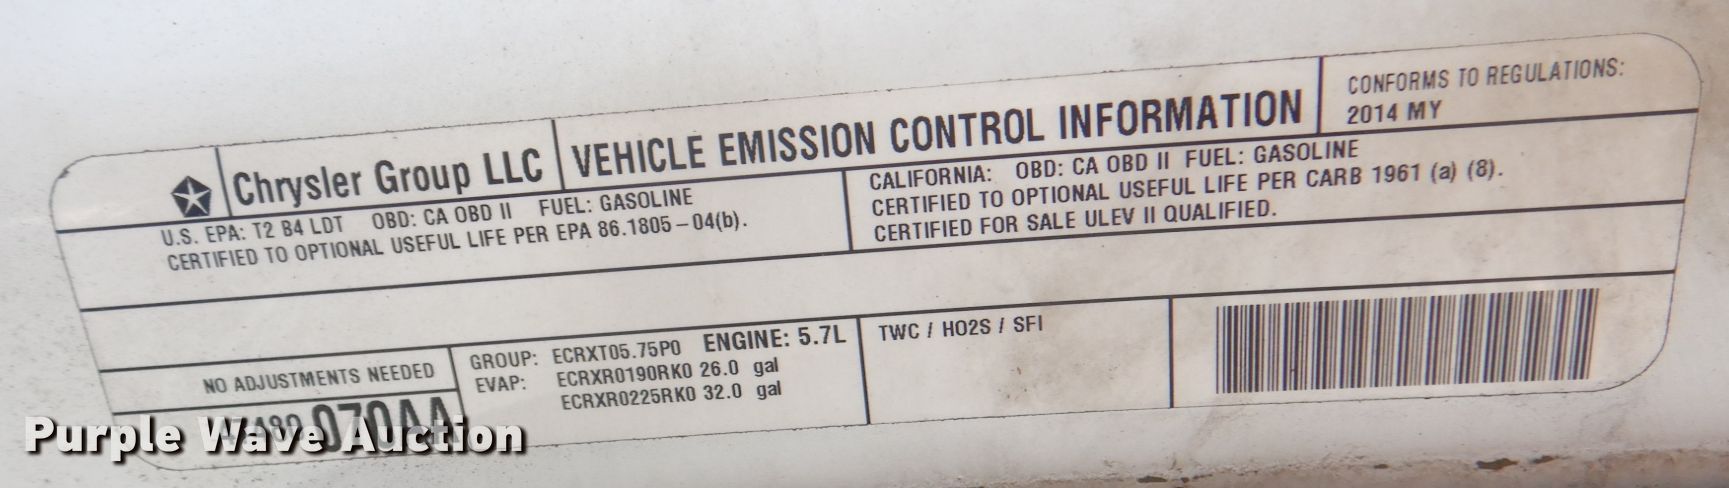 Chrysler Group LLC
VEHICLE EMISSION CONTROL INFORMATION
CONFORMS TO REGULATIONS:
2014 MY
U.S. EPA: T2 B4 LDT OBD: CA OBD II FUEL: GASOLINE
CERTIFIED TO OPTIONAL USEFUL LIFE PER EPA 86.1805-04(b).
CALIFORNIA: OBD: CA OBD II FUEL: GASOLINE
CERTIFIED TO OPTIONAL USEFUL LIFE PER CARB 1961 (a) (8).
CERTIFIED FOR SALE ULEV II QUALIFIED.
NO ADJUSTMENTS NEEDED
070AA
GROUP: ECRXT05.75P0 ENGINE: 5.7L
EVAP: ECRXR0190RK0 26.0 gal
ECRXR0225RK0 32.0 gal
TWC / HO2S / SFI
Purple Wave Auction